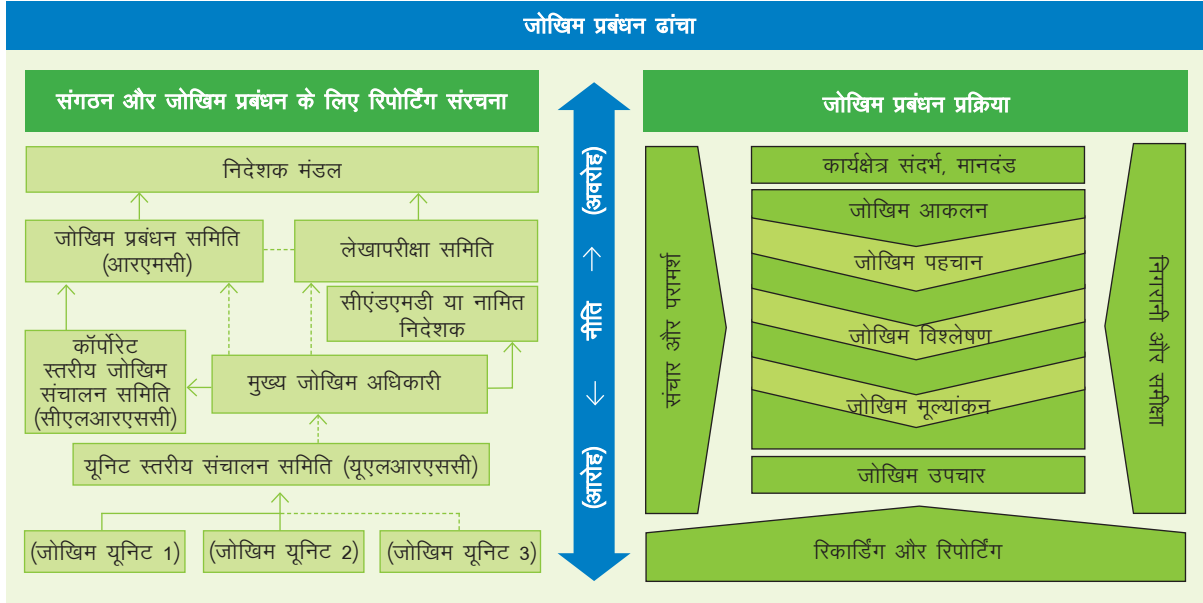 जोखिम प्रबंधन ढांचा
संगठन और जोखिम प्रबंधन के लिए रिपोर्टिंग संरचना
निदेशक मंडल
जोखिम प्रबंधन समिति
(आरएमसी)
लेखापरीक्षा समिति
सीएंडएमडी या नामित
निदेशक
कॉर्पोरेट
स्तरीय जोखिम
संचालन समिति
(सीएलआरएससी)
मुख्य जोखिम अधिकारी
यूनिट स्तरीय संचालन समिति (यूएलआरएससी)
(जोखिम यूनिट 1)
(जोखिम यूनिट 2)
(जोखिम यूनिट 3)
(आरोह) ← नीति → (अवरोह)
जोखिम प्रबंधन प्रक्रिया
संचार और परामर्श
कार्यक्षेत्र संदर्भ, मानदंड
जोखिम आकलन
जोखिम पहचान
जोखिम विश्लेषण
जोखिम मूल्यांकन
जोखिम उपचार
निगरानी और समीक्षा
रिकार्डिंग और रिपोर्टिंग